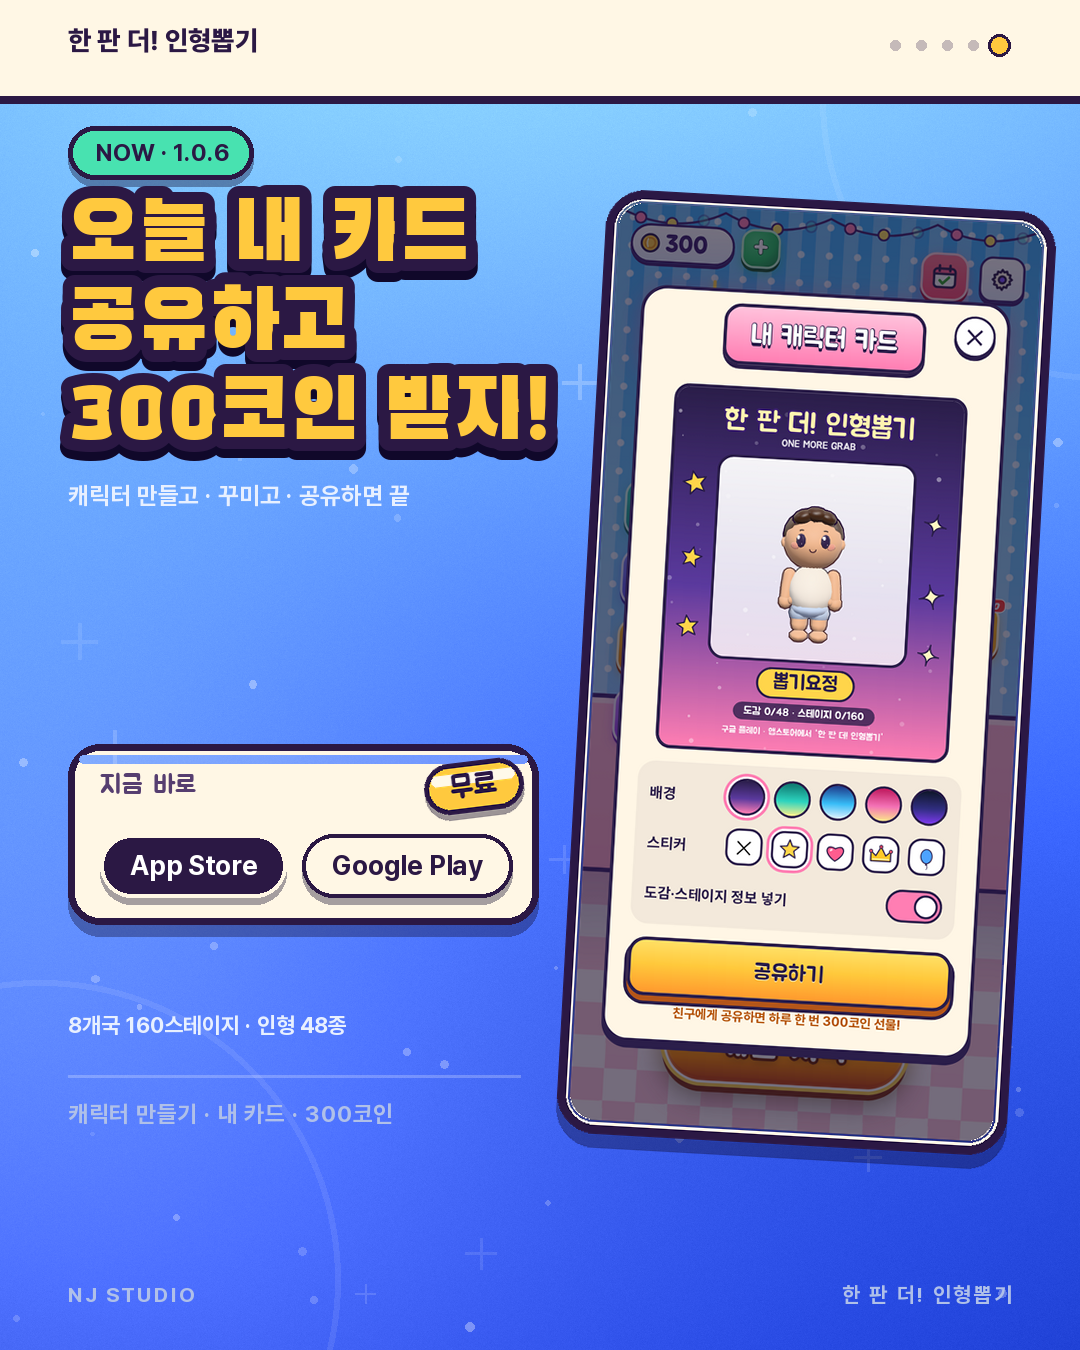 한 판 더! 인형뽑기
NOW · 1.0.6
오늘 내 카드
공유하고
300코인 받자!
캐릭터 만들고 · 꾸미고 · 공유하면 끝
지금 바로
무료
App Store
Google Play
8개국 160스테이지 · 인형 48종
캐릭터 만들기 · 내 카드 · 300코인
300
내 캐릭터 카드
한 판 더! 인형뽑기
ONE MORE GRAB
뽑기요정
도감 0/48 · 스테이지 0/160
구글 플레이 · 앱스토어에서 '한 판 더! 인형뽑기'
배경
스티커
도감·스테이지 정보 넣기
공유하기
친구에게 공유하면 하루 한 번 300코인 선물!
NJ STUDIO
한 판 더! 인형뽑기